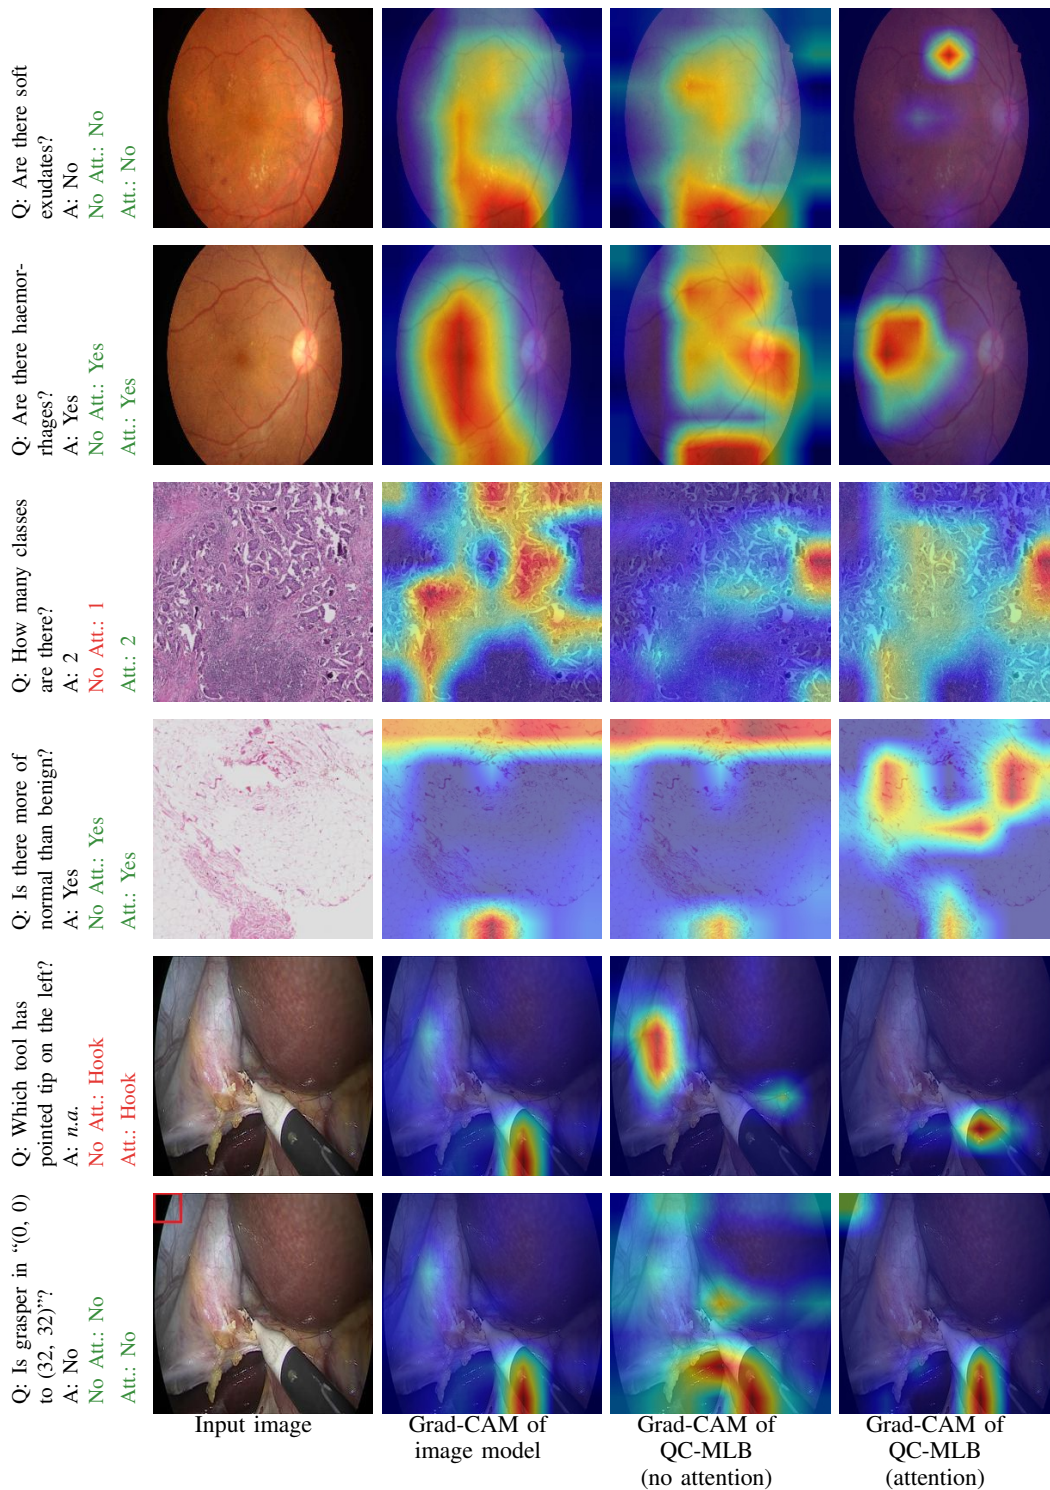 Q: Are there soft
exudates?
A: No
No Att.: No
Att.: No
Q: Are there haemor-
rhages?
A: Yes
No Att.: Yes
Att.: Yes
Q: How many classes
are there?
A: 2
No Att.: 1
Att.: 2
Q: Is there more of
normal than benign?
A: Yes
No Att.: Yes
Att.: Yes
Q: Which tool has
pointed tip on the left?
A: n.a.
No Att.: Hook
Att.: Hook
Q: Is grasper in “(0, 0)
to (32, 32)”?
A: No
No Att.: No
Att.: No
Input image
Grad-CAM of
image model
Grad-CAM of
QC-MLB
(no attention)
Grad-CAM of
QC-MLB
(attention)